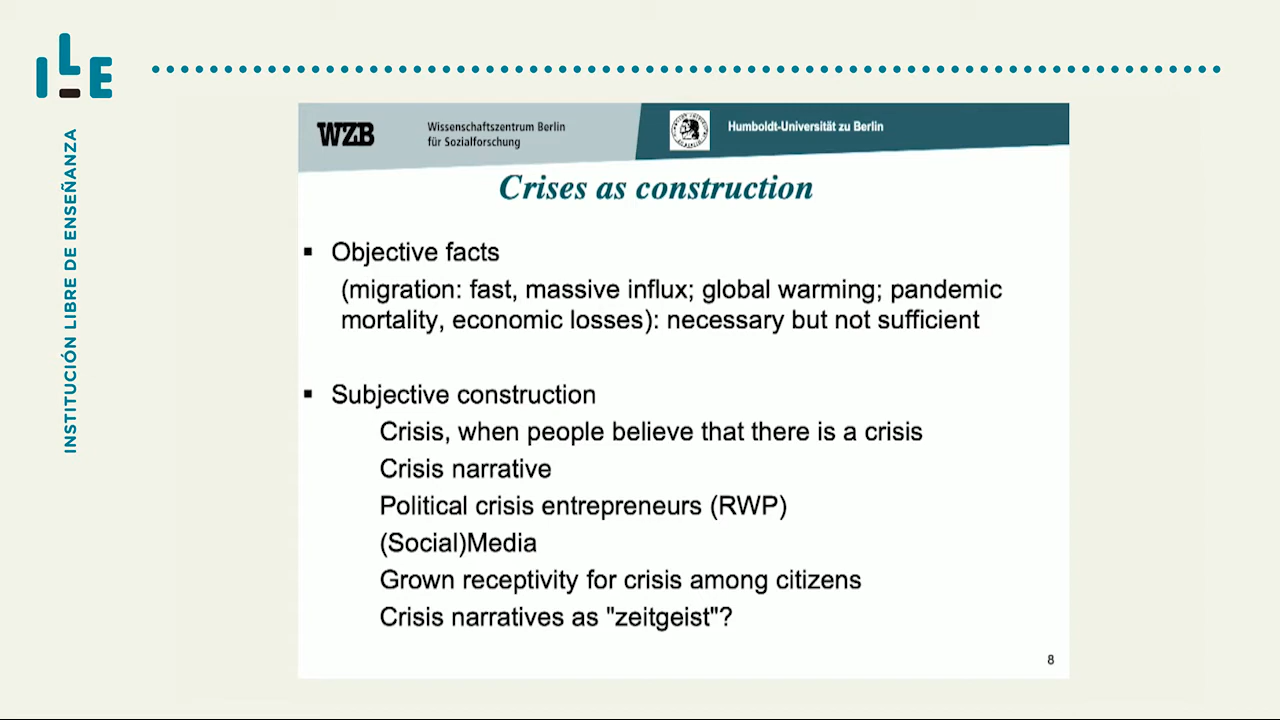 ILE
INSTITUCIÓN LIBRE DE ENSEÑANZA
WZB
Wissenschaftszentrum Berlin
für Sozialforschung
Humboldt-Universität zu Berlin
Crises as construction
▪ Objective facts
(migration: fast, massive influx; global warming; pandemic
mortality, economic losses): necessary but not sufficient
▪ Subjective construction
Crisis, when people believe that there is a crisis
Crisis narrative
Political crisis entrepreneurs (RWP)
(Social)Media
Grown receptivity for crisis among citizens
Crisis narratives as "zeitgeist"?
8